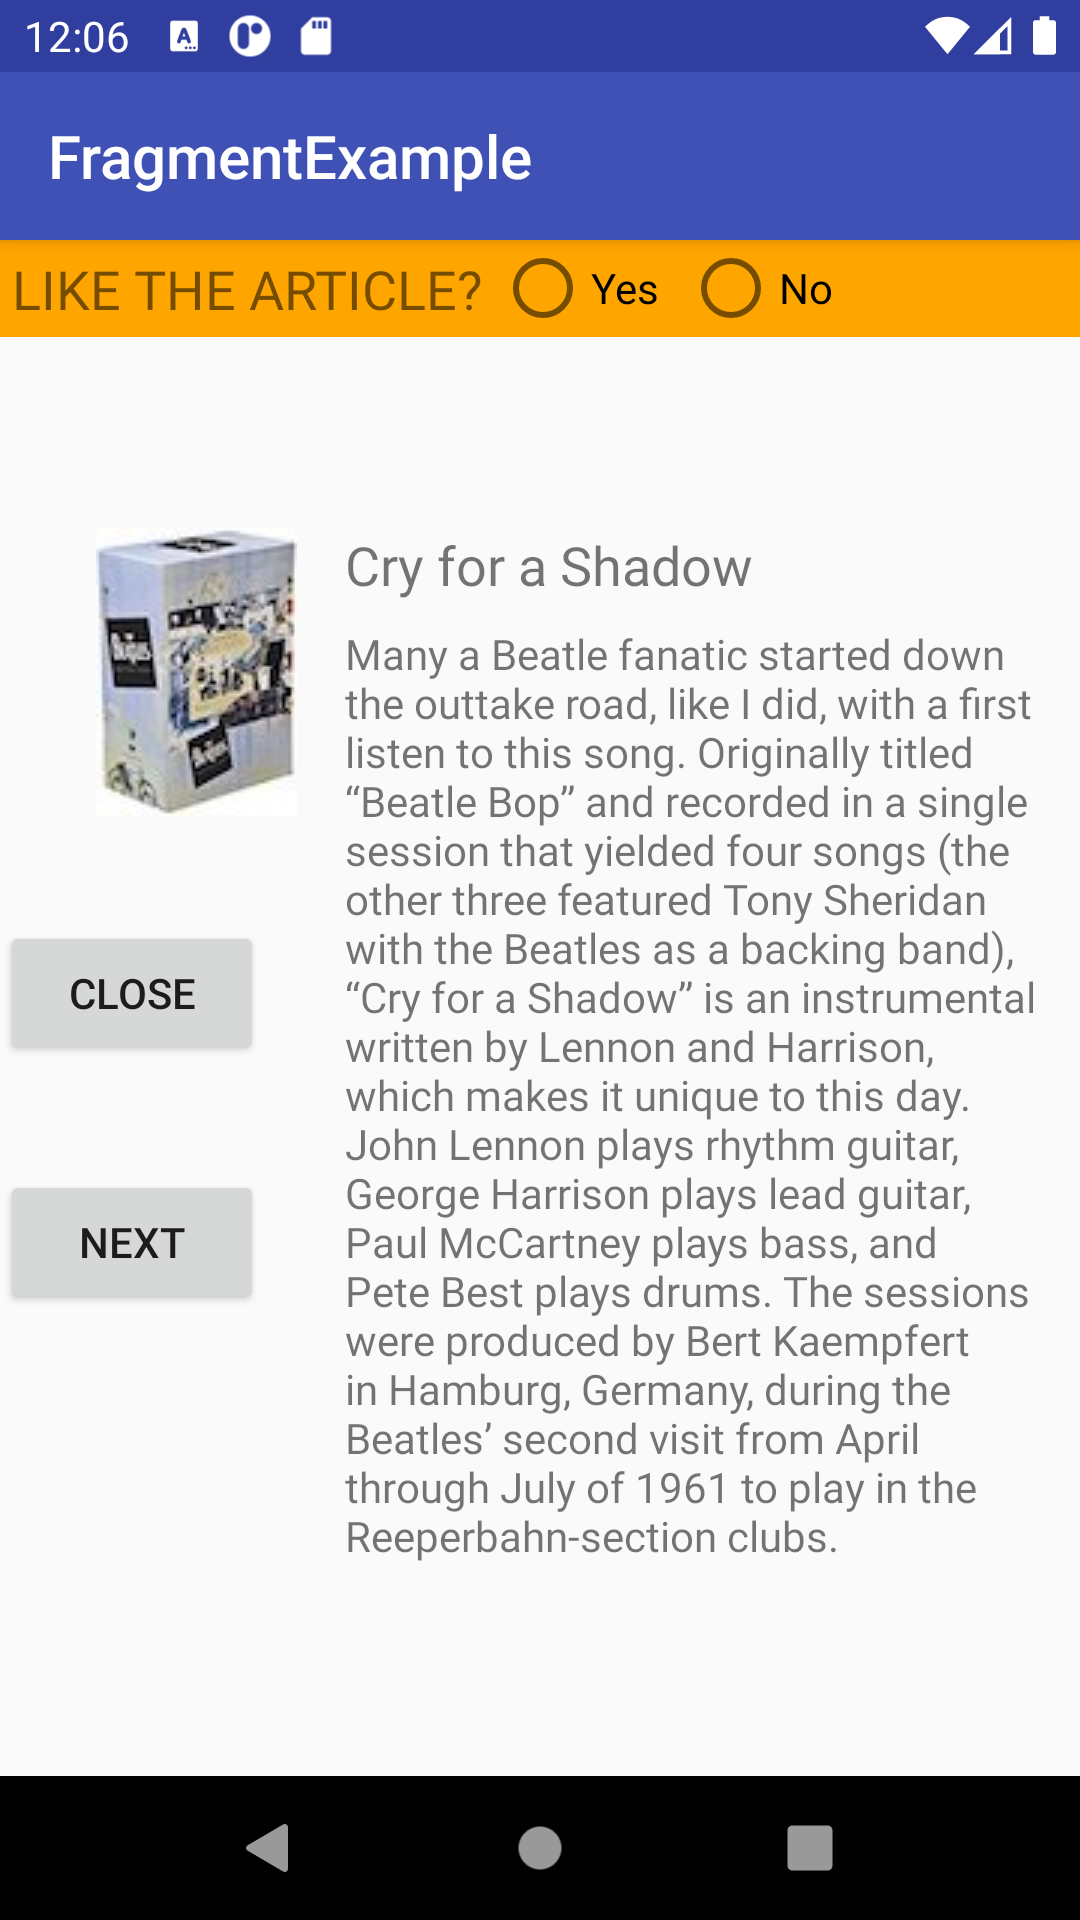 12:06
FragmentExample
LIKE THE ARTICLE? Yes No
Cry for a Shadow
Many a Beatle fanatic started down
the outtake road, like I did, with a first
listen to this song. Originally titled
“Beatle Bop” and recorded in a single
session that yielded four songs (the
other three featured Tony Sheridan
with the Beatles as a backing band),
“Cry for a Shadow” is an instrumental
written by Lennon and Harrison,
which makes it unique to this day.
John Lennon plays rhythm guitar,
George Harrison plays lead guitar,
Paul McCartney plays bass, and
Pete Best plays drums. The sessions
were produced by Bert Kaempfert
in Hamburg, Germany, during the
Beatles’ second visit from April
through July of 1961 to play in the
Reeperbahn-section clubs.
CLOSE
NEXT